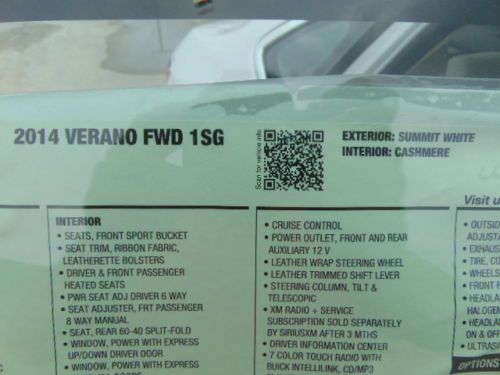 2014 VERANO FWD 1SG
Scan for vehicle info
EXTERIOR: SUMMIT WHITE
INTERIOR: CASHMERE
INTERIOR
• SEATS, FRONT SPORT BUCKET
• SEAT TRIM, RIBBON FABRIC,
LEATHERETTE BOLSTERS
• DRIVER & FRONT PASSENGER
HEATED SEATS
• PWR SEAT ADJ DRIVER 6 WAY
• SEAT ADJUSTER, FRT PASSENGER
8 WAY MANUAL
• SEAT, REAR 60-40 SPLIT-FOLD
• WINDOW, POWER WITH EXPRESS
UP/DOWN DRIVER DOOR
• WINDOW, POWER WITH EXPRESS
• CRUISE CONTROL
• POWER OUTLET, FRONT AND REAR
AUXILIARY 12 V
• LEATHER WRAP STEERING WHEEL
• LEATHER TRIMMED SHIFT LEVER
• STEERING COLUMN, TILT &
TELESCOPIC
• XM RADIO + SERVICE
SUBSCRIPTION SOLD SEPARATELY
BY SIRIUSXM AFTER 3 MTHS
• DRIVER INFORMATION CENTER
• 7 COLOR TOUCH RADIO WITH
BUICK INTELLILINK, CD/MP3
Visit u
• OUTSID
ADJUSTA
• EXHAUS
• TIRE, CO
• WHEELS
• FRONT F
• HEADLA
HALOGEN
• HEADLA
ON & OFF
• ULTRASI
OPTIONS